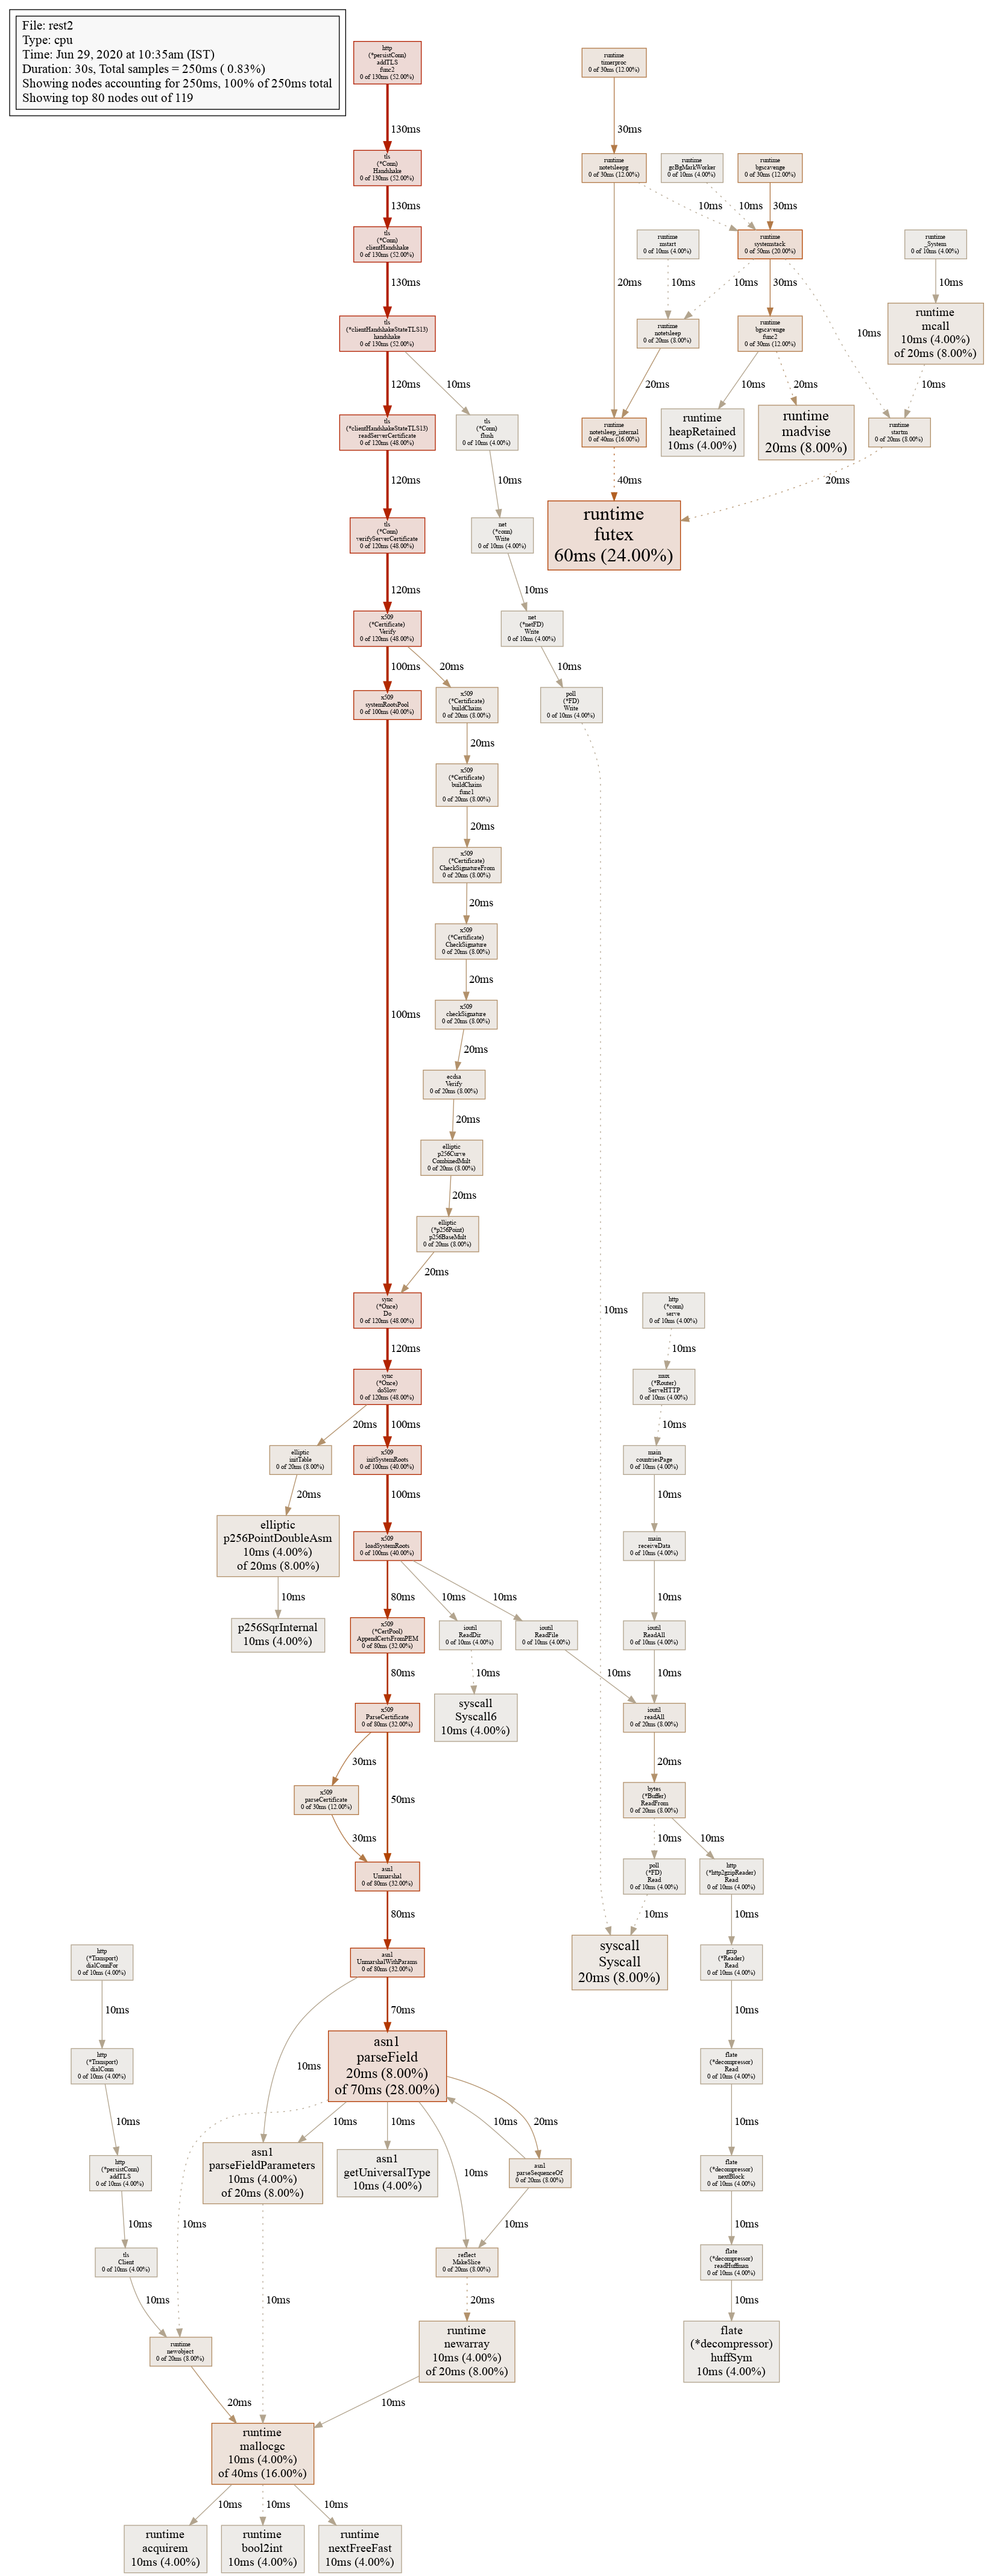 File: rest2
Type: cpu
Time: Jun 29, 2020 at 10:35am (IST)
Duration: 30s, Total samples = 250ms ( 0.83%)
Showing nodes accounting for 250ms, 100% of 250ms total
Showing top 80 nodes out of 119
http
(*persistConn)
addTLS
func2
0 of 130ms (52.00%)
130ms
tls
(*Conn)
Handshake
0 of 130ms (52.00%)
130ms
tls
(*Conn)
clientHandshake
0 of 130ms (52.00%)
130ms
tls
(*clientHandshakeStateTLS13)
handshake
0 of 130ms (52.00%)
120ms
10ms
tls
(*clientHandshakeStateTLS13)
readServerCertificate
0 of 120ms (48.00%)
120ms
tls
(*Conn)
flush
0 of 10ms (4.00%)
10ms
tls
(*Conn)
verifyServerCertificate
0 of 120ms (48.00%)
120ms
net
(*conn)
Write
0 of 10ms (4.00%)
10ms
x509
(*Certificate)
Verify
0 of 120ms (48.00%)
100ms
20ms
net
(*netFD)
Write
0 of 10ms (4.00%)
10ms
x509
systemRootsPool
0 of 100ms (40.00%)
100ms
x509
(*Certificate)
buildChains
0 of 20ms (8.00%)
20ms
poll
(*FD)
Write
0 of 10ms (4.00%)
10ms
x509
(*Certificate)
buildChains
func1
0 of 20ms (8.00%)
20ms
x509
(*Certificate)
CheckSignatureFrom
0 of 20ms (8.00%)
20ms
x509
(*Certificate)
CheckSignature
0 of 20ms (8.00%)
20ms
x509
checkSignature
0 of 20ms (8.00%)
20ms
ecdsa
Verify
0 of 20ms (8.00%)
20ms
elliptic
p256Curve
CombinedMult
0 of 20ms (8.00%)
20ms
elliptic
(*p256Point)
p256BaseMult
0 of 20ms (8.00%)
20ms
sync
(*Once)
Do
0 of 120ms (48.00%)
120ms
sync
(*Once)
doSlow
0 of 120ms (48.00%)
20ms
100ms
elliptic
initTable
0 of 20ms (8.00%)
20ms
elliptic
p256PointDoubleAsm
10ms (4.00%)
of 20ms (8.00%)
10ms
p256SqrInternal
10ms (4.00%)
x509
initSystemRoots
0 of 100ms (40.00%)
100ms
x509
loadSystemRoots
0 of 100ms (40.00%)
80ms
10ms
10ms
x509
(*CertPool)
AppendCertsFromPEM
0 of 80ms (32.00%)
80ms
ioutil
ReadDir
0 of 10ms (4.00%)
10ms
syscall
Syscall6
10ms (4.00%)
ioutil
ReadFile
0 of 10ms (4.00%)
10ms
x509
ParseCertificate
0 of 80ms (32.00%)
30ms
50ms
x509
parseCertificate
0 of 30ms (12.00%)
30ms
asn1
Unmarshal
0 of 80ms (32.00%)
80ms
asn1
UnmarshalWithParams
0 of 80ms (32.00%)
70ms
10ms
asn1
parseField
20ms (8.00%)
of 70ms (28.00%)
10ms
10ms
10ms
10ms
20ms
10ms
asn1
parseFieldParameters
10ms (4.00%)
of 20ms (8.00%)
10ms
asn1
getUniversalType
10ms (4.00%)
asn1
parseSequenceOf
0 of 20ms (8.00%)
10ms
reflect
MakeSlice
0 of 20ms (8.00%)
20ms
runtime
newarray
10ms (4.00%)
of 20ms (8.00%)
10ms
http
(*Transport)
dialConnFor
0 of 10ms (4.00%)
10ms
http
(*Transport)
dialConn
0 of 10ms (4.00%)
10ms
http
(*persistConn)
addTLS
0 of 10ms (4.00%)
10ms
tls
Client
0 of 10ms (4.00%)
10ms
runtime
newobject
0 of 20ms (8.00%)
20ms
runtime
mallocgc
10ms (4.00%)
of 40ms (16.00%)
10ms
10ms
10ms
runtime
acquirem
10ms (4.00%)
runtime
bool2int
10ms (4.00%)
runtime
nextFreeFast
10ms (4.00%)
runtime
timerproc
0 of 30ms (12.00%)
30ms
runtime
notetsleepg
0 of 30ms (12.00%)
10ms
20ms
runtime
gcBgMarkWorker
0 of 10ms (4.00%)
10ms
runtime
bgscavenge
0 of 30ms (12.00%)
30ms
runtime
mstart
0 of 10ms (4.00%)
10ms
runtime
systemstack
0 of 50ms (20.00%)
10ms
30ms
10ms
runtime
_System
0 of 10ms (4.00%)
10ms
runtime
notetsleep
0 of 20ms (8.00%)
20ms
runtime
bgscavenge
func2
0 of 30ms (12.00%)
10ms
20ms
runtime
mcall
10ms (4.00%)
of 20ms (8.00%)
10ms
runtime
notetsleep_internal
0 of 40ms (16.00%)
40ms
runtime
heapRetained
10ms (4.00%)
runtime
madvise
20ms (8.00%)
runtime
startm
0 of 20ms (8.00%)
20ms
runtime
futex
60ms (24.00%)
http
(*conn)
serve
0 of 10ms (4.00%)
10ms
mux
(*Router)
ServeHTTP
0 of 10ms (4.00%)
10ms
main
countriesPage
0 of 10ms (4.00%)
10ms
main
receiveData
0 of 10ms (4.00%)
10ms
ioutil
ReadAll
0 of 10ms (4.00%)
10ms
ioutil
readAll
0 of 20ms (8.00%)
20ms
bytes
(*Buffer)
ReadFrom
0 of 20ms (8.00%)
10ms
10ms
poll
(*FD)
Read
0 of 10ms (4.00%)
10ms
syscall
Syscall
20ms (8.00%)
http
(*http2gzipReader)
Read
0 of 10ms (4.00%)
10ms
gzip
(*Reader)
Read
0 of 10ms (4.00%)
10ms
flate
(*decompressor)
Read
0 of 10ms (4.00%)
10ms
flate
(*decompressor)
nextBlock
0 of 10ms (4.00%)
10ms
flate
(*decompressor)
readHuffman
0 of 10ms (4.00%)
10ms
flate
(*decompressor)
huffSym
10ms (4.00%)